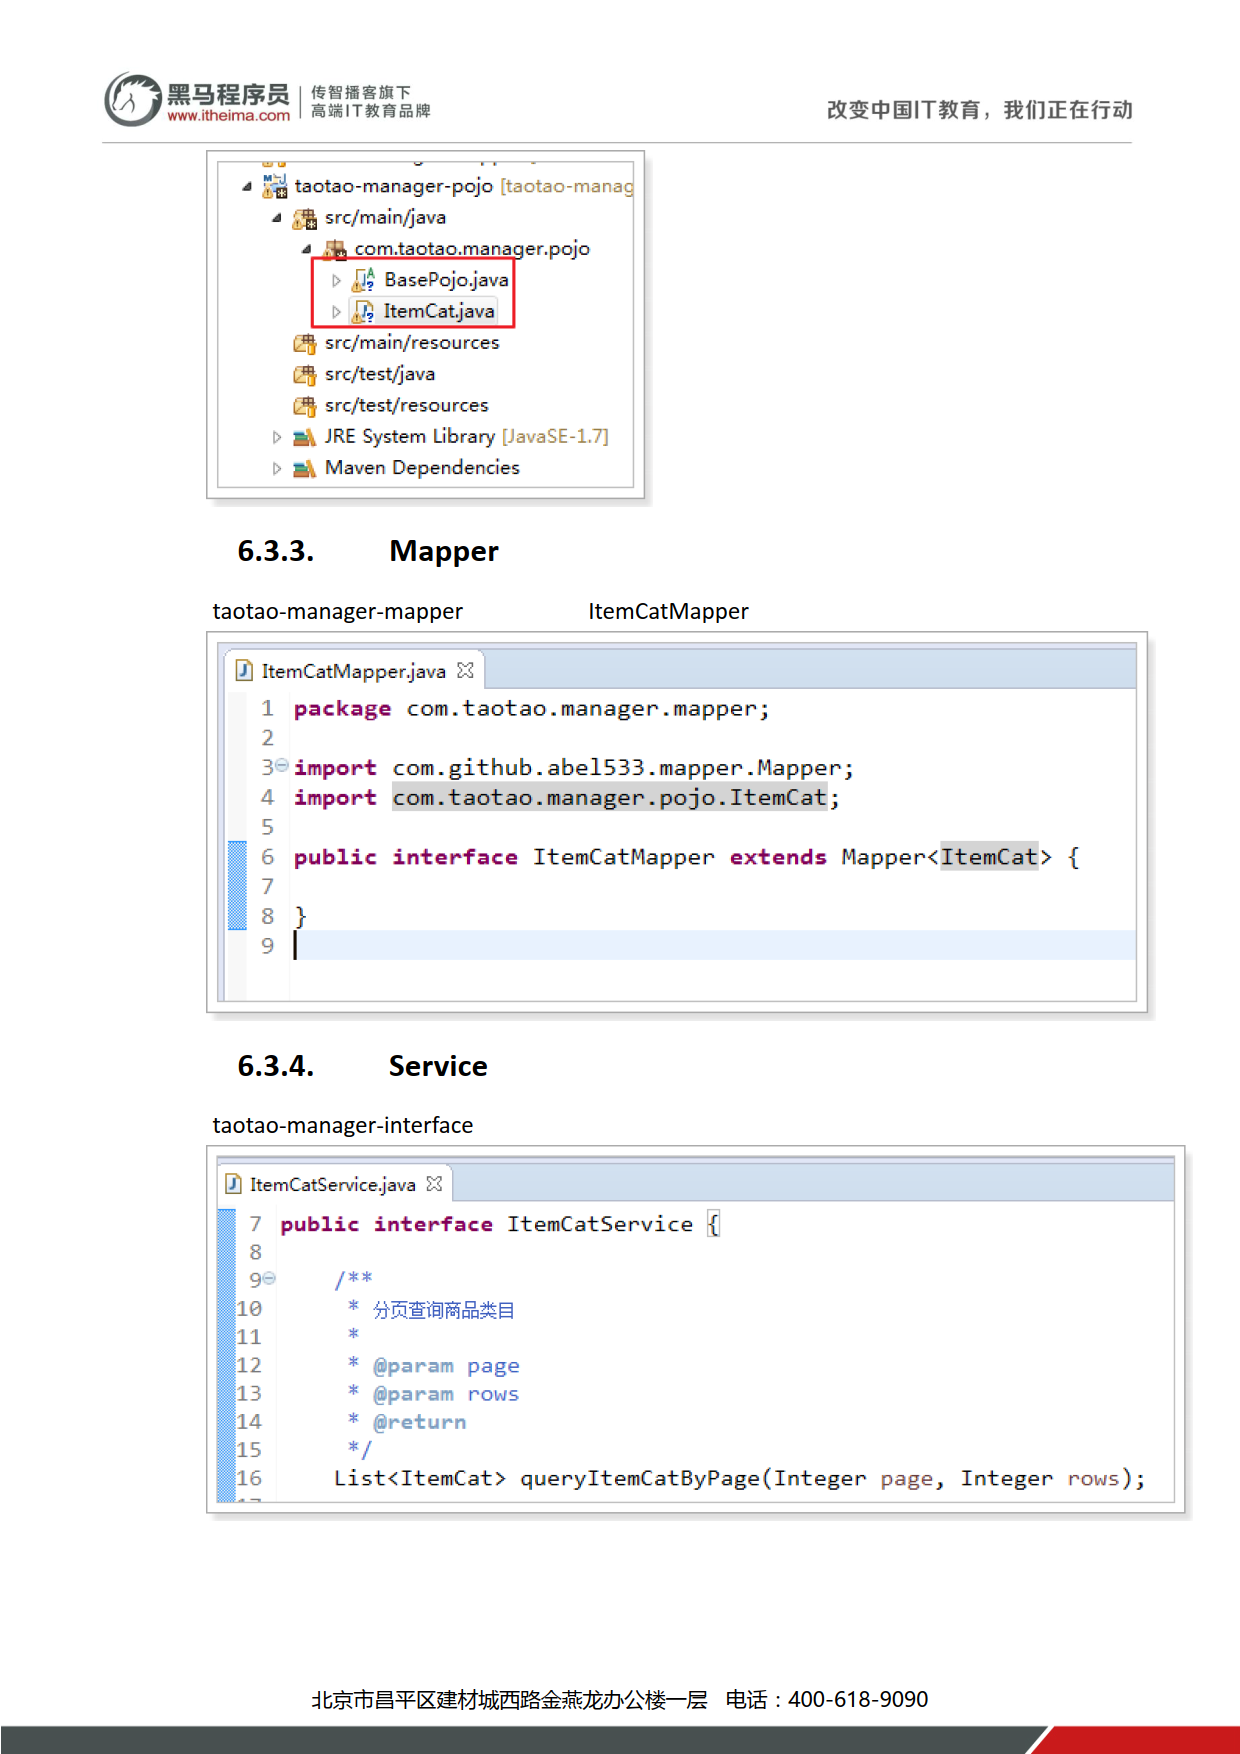 黑马程序员
www.itheima.com
传智播客旗下
高端IT教育品牌
改变中国IT教育，我们正在行动
taotao-manager-pojo [taotao-manag
src/main/java
com.taotao.manager.pojo
BasePojo.java
ItemCat.java
src/main/resources
src/test/java
src/test/resources
JRE System Library [JavaSE-1.7]
Maven Dependencies
6.3.3. Mapper
taotao-manager-mapper ItemCatMapper
ItemCatMapper.java
1 package com.taotao.manager.mapper;
2
3 import com.github.abel533.mapper.Mapper;
4 import com.taotao.manager.pojo.ItemCat;
5
6 public interface ItemCatMapper extends Mapper<ItemCat> {
7
8 }
9
6.3.4. Service
taotao-manager-interface
ItemCatService.java
7 public interface ItemCatService {
8
9 /**
10 * 分页查询商品类目
11 *
12 * @param page
13 * @param rows
14 * @return
15 */
16 List<ItemCat> queryItemCatByPage(Integer page, Integer rows);
北京市昌平区建材城西路金燕龙办公楼一层 电话：400-618-9090